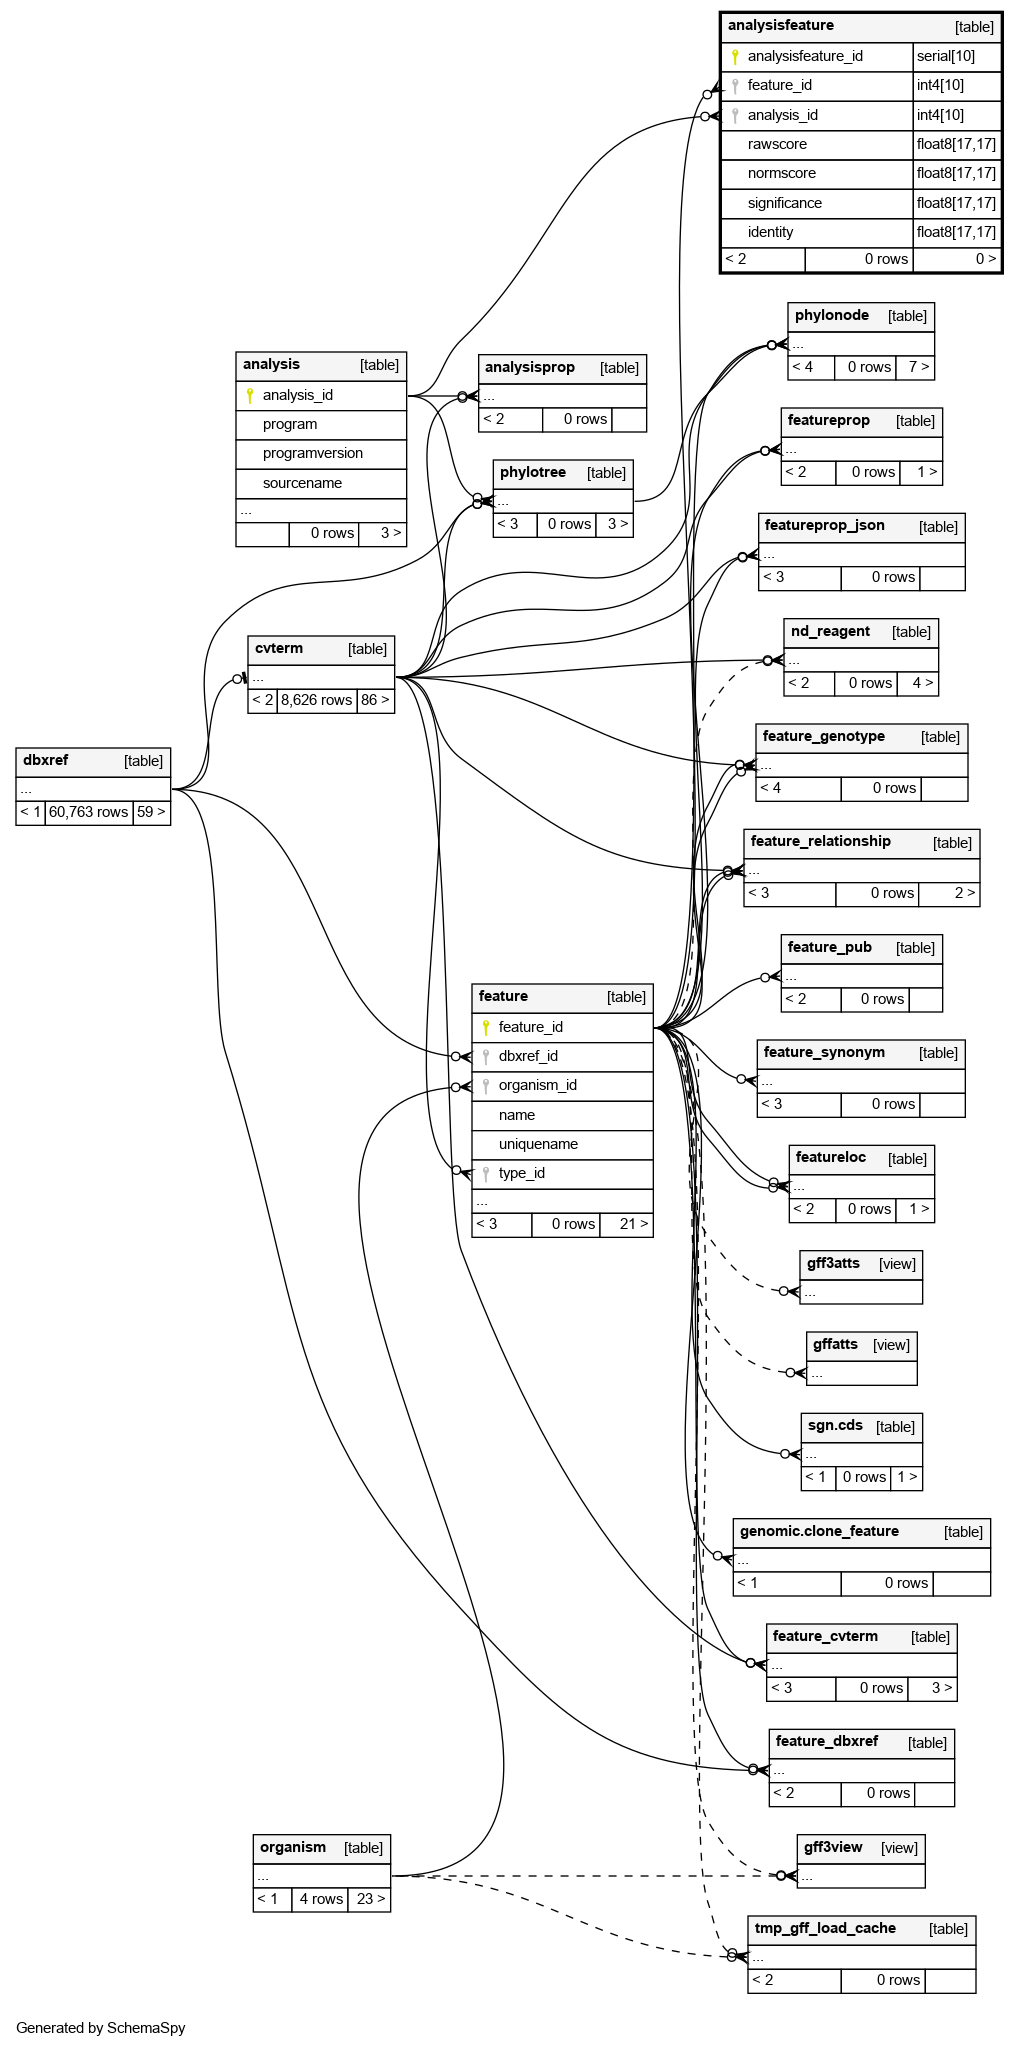 analysisfeature [table]
analysisfeature_id serial[10]
feature_id int4[10]
analysis_id int4[10]
rawscore float8[17,17]
normscore float8[17,17]
significance float8[17,17]
identity float8[17,17]
< 2 0 rows 0 >
phylonode [table]
...
< 4 0 rows 7 >
analysis [table]
analysis_id
program
programversion
sourcename
...
0 rows 3 >
analysisprop [table]
...
< 2 0 rows
featureprop [table]
...
< 2 0 rows 1 >
phylotree [table]
...
< 3 0 rows 3 >
featureprop_json [table]
...
< 3 0 rows
nd_reagent [table]
...
< 2 0 rows 4 >
cvterm [table]
...
< 2 8,626 rows 86 >
feature_genotype [table]
...
< 4 0 rows
dbxref [table]
...
< 1 60,763 rows 59 >
feature_relationship [table]
...
< 3 0 rows 2 >
feature_pub [table]
...
< 2 0 rows
feature [table]
feature_id
dbxref_id
organism_id
name
uniquename
type_id
...
< 3 0 rows 21 >
feature_synonym [table]
...
< 3 0 rows
featureloc [table]
...
< 2 0 rows 1 >
gff3atts [view]
...
gffatts [view]
...
sgn.cds [table]
...
< 1 0 rows 1 >
genomic.clone_feature [table]
...
< 1 0 rows
feature_cvterm [table]
...
< 3 0 rows 3 >
feature_dbxref [table]
...
< 2 0 rows
organism [table]
...
< 1 4 rows 23 >
gff3view [view]
...
tmp_gff_load_cache [table]
...
< 2 0 rows
Generated by SchemaSpy